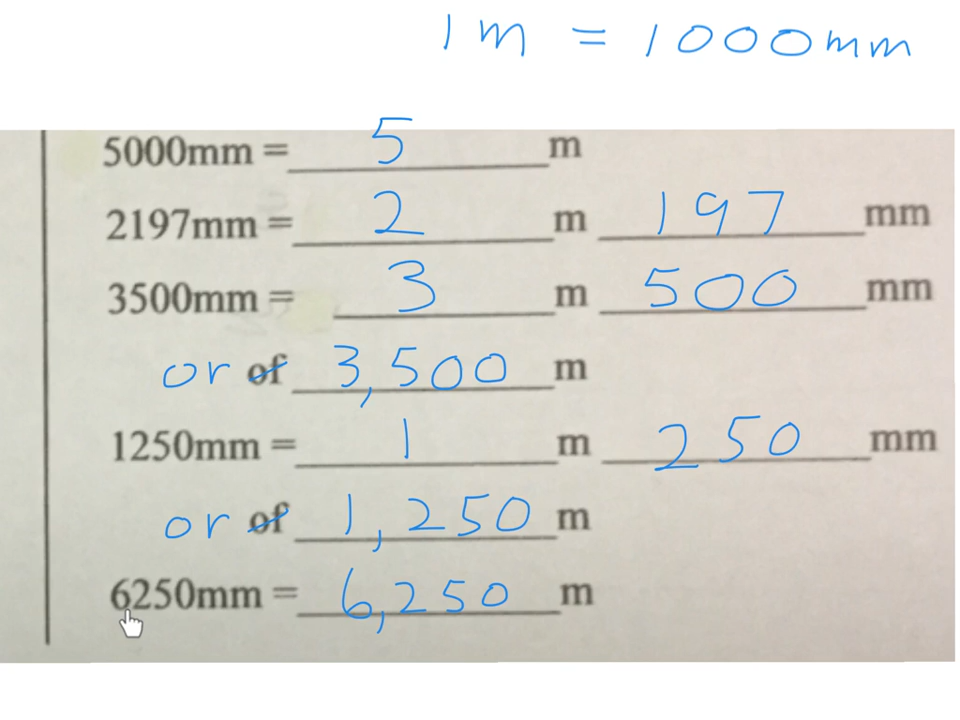 1 m = 1000mm
5000mm = 5 m
2197mm = 2 m 197 mm
3500mm = 3 m 500 mm
or of 3,500 m
1250mm = 1 m 250 mm
or of 1,250 m
6250mm = 6,250 m